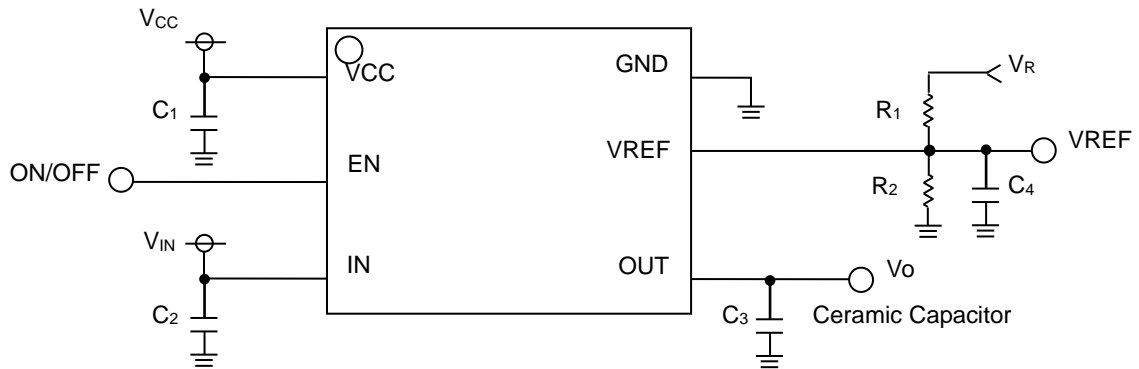 VCC
VCC
GND
VR
C1
R1
VREF
VREF
ON/OFF
EN
R2
C4
VIN
IN
OUT
Vo
C2
C3
Ceramic Capacitor